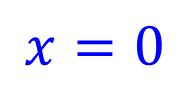 x = 0